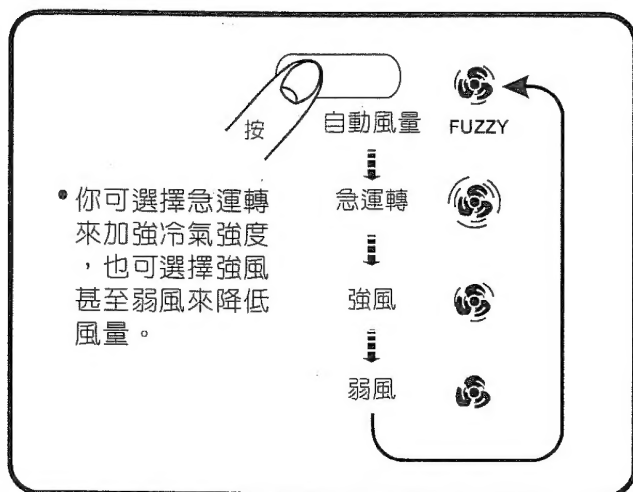 按
自動風量 FUZZY
急運轉
強風
弱風
•你可選擇急運轉
來加強冷氣強度
，也可選擇強風
甚至弱風來降低
風量。